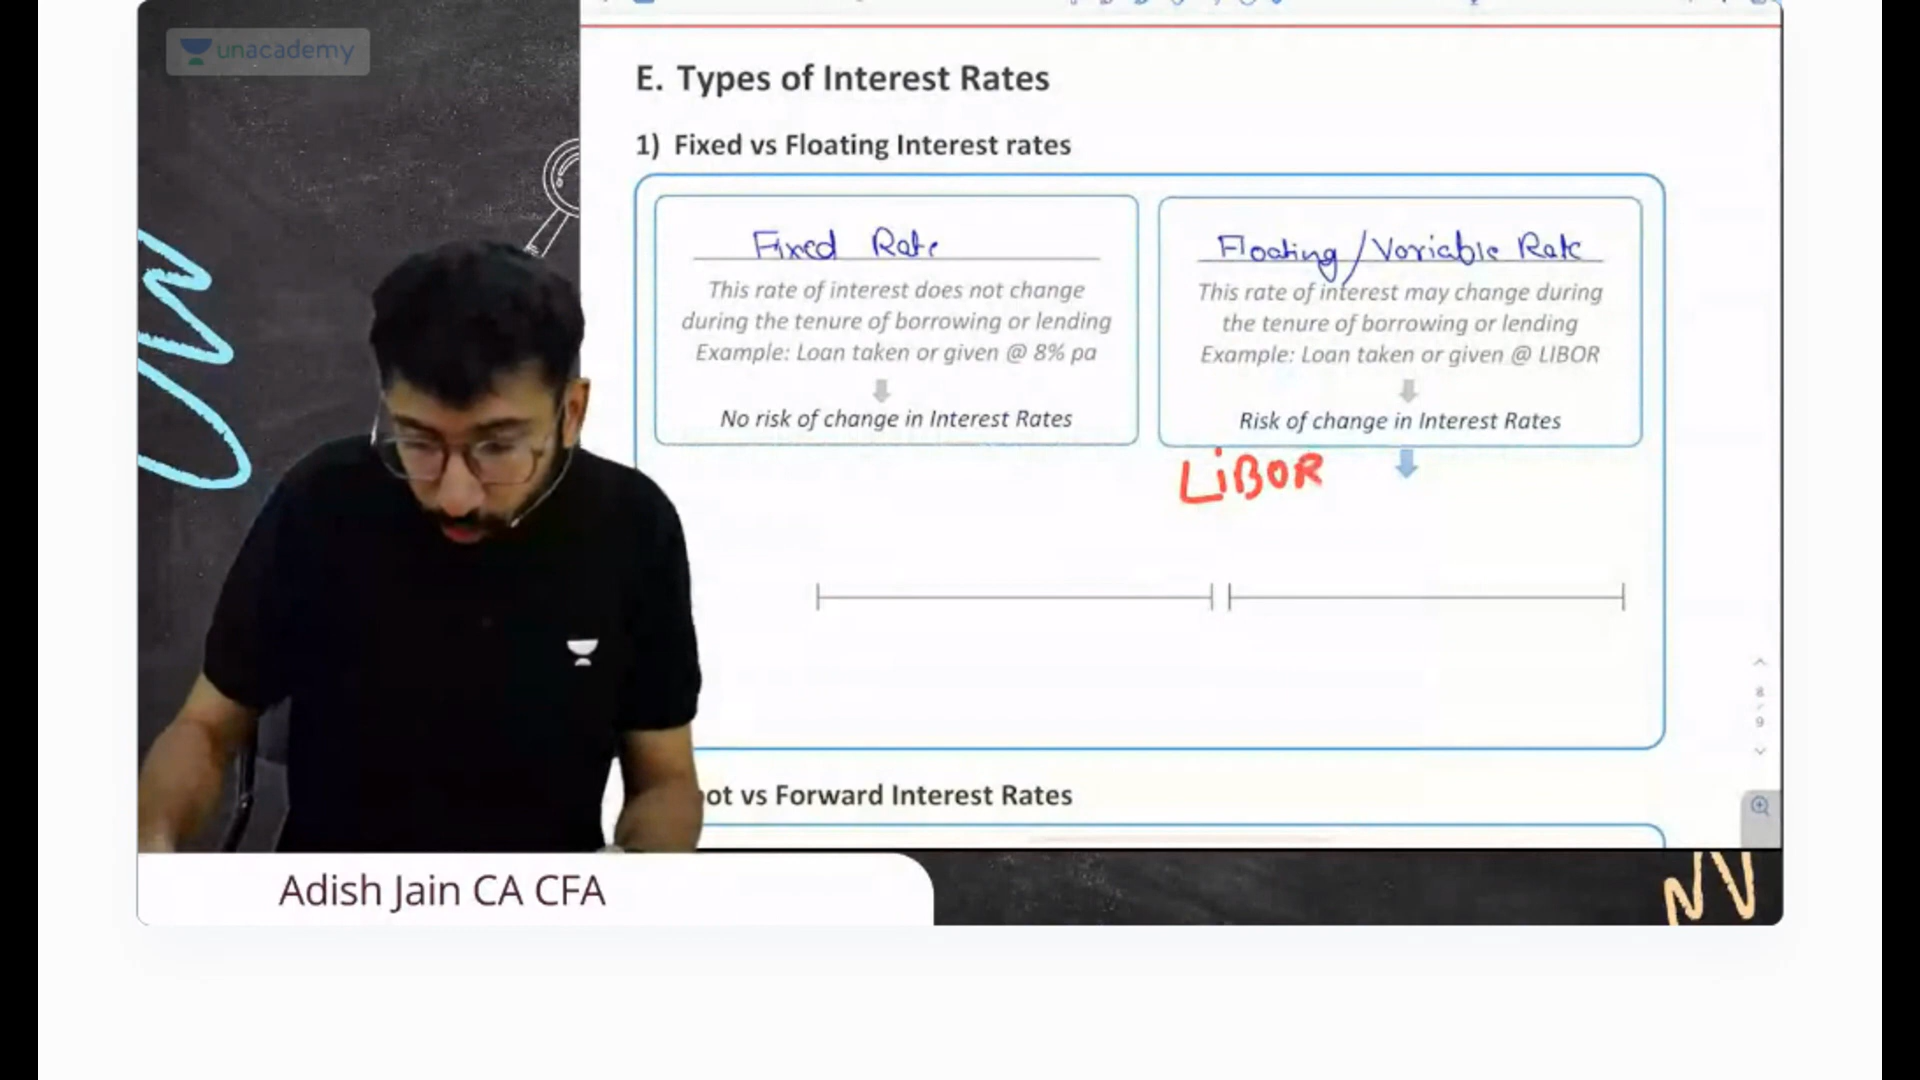 unacademy
E. Types of Interest Rates
1) Fixed vs Floating Interest rates
Fixed Rate
This rate of interest does not change
during the tenure of borrowing or lending
Example: Loan taken or given @ 8% pa
No risk of change in Interest Rates
Floating/Variable Rate
This rate of interest may change during
the tenure of borrowing or lending
Example: Loan taken or given @ LIBOR
Risk of change in Interest Rates
LiBOR
8
/
9
vs Forward Interest Rates
Adish Jain CA CFA